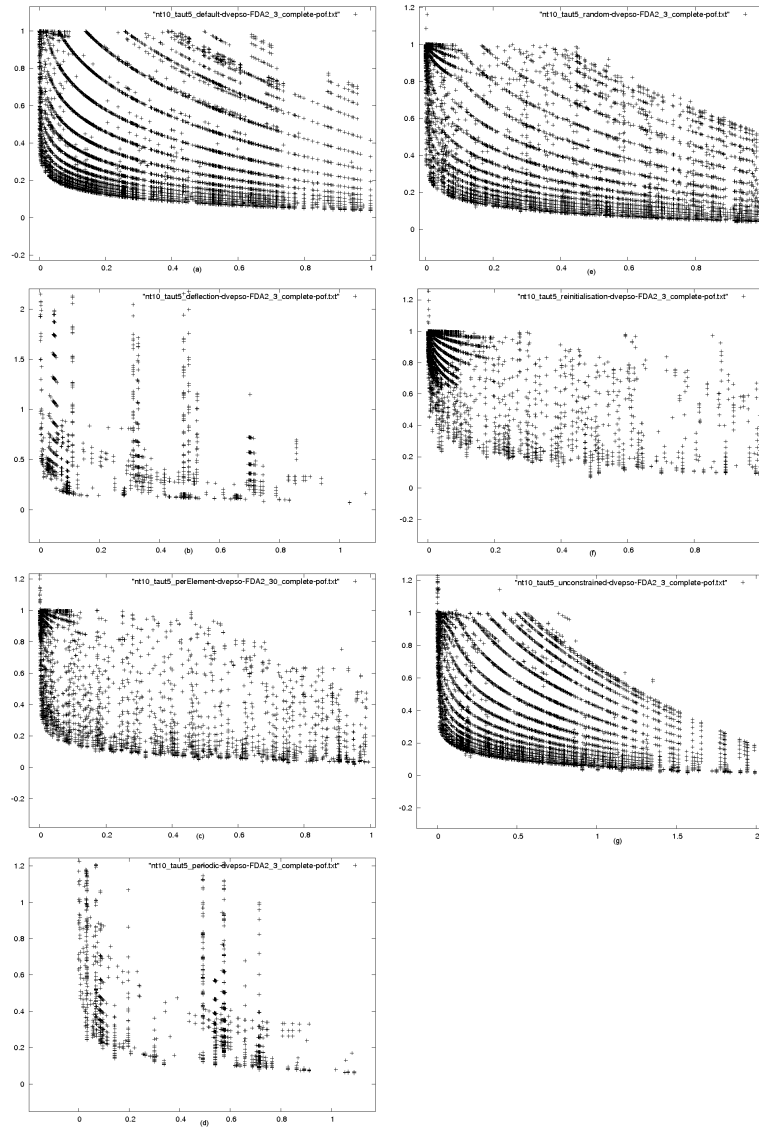 "nt10_taut5_default-dvepso-FDA2_3_complete-pof.txt"
1
0.8
0.6
0.4
0.2
0
-0.2
0 0.2 0.4 0.6 0.8 1
(a)
"nt10_taut5_random-dvepso-FDA2_3_complete-pof.txt"
1.2
1
0.8
0.6
0.4
0.2
0
0 0.2 0.4 0.6 0.8
(e)
"nt10_taut5_deflection-dvepso-FDA2_3_complete-pof.txt"
2
1.5
1
0.5
0
0 0.2 0.4 0.6 0.8 1
(b)
"nt10_taut5_reinitialisation-dvepso-FDA2_3_complete-pof.txt"
1.2
1
0.8
0.6
0.4
0.2
0
-0.2
0 0.2 0.4 0.6 0.8
(f)
"nt10_taut5_perElement-dvepso-FDA2_30_complete-pof.txt"
1.2
1
0.8
0.6
0.4
0.2
0
-0.2
0 0.2 0.4 0.6 0.8 1
(c)
"nt10_taut5_unconstrained-dvepso-FDA2_3_complete-pof.txt"
1.2
1
0.8
0.6
0.4
0.2
0
-0.2
0 0.5 1 1.5 2
(g)
"nt10_taut5_periodic-dvepso-FDA2_3_complete-pof.txt"
1.2
1
0.8
0.6
0.4
0.2
0
0 0.2 0.4 0.6 0.8 1
(d)